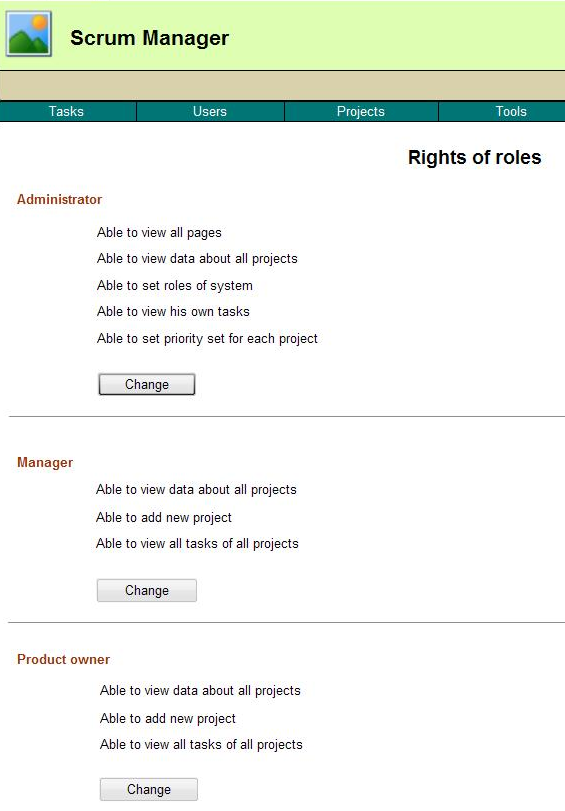 Scrum Manager
Tasks Users Projects Tools
Rights of roles
Administrator
Able to view all pages
Able to view data about all projects
Able to set roles of system
Able to view his own tasks
Able to set priority set for each project
Change
Manager
Able to view data about all projects
Able to add new project
Able to view all tasks of all projects
Change
Product owner
Able to view data about all projects
Able to add new project
Able to view all tasks of all projects
Change